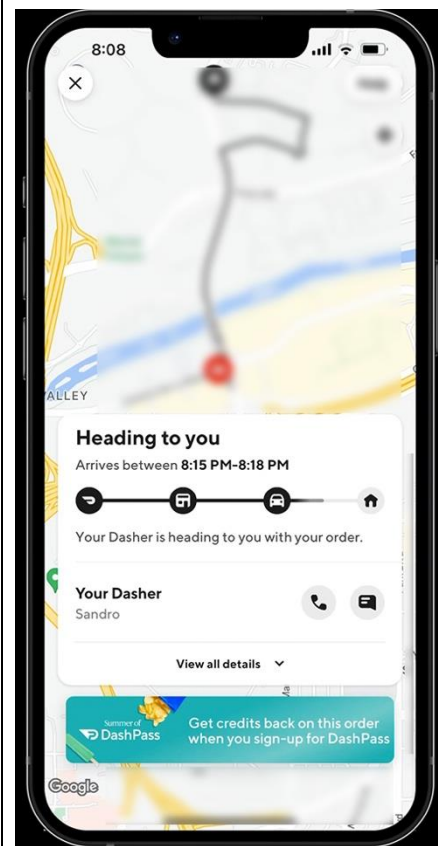 8:08
ALLEY
Heading to you
Arrives between 8:15 PM-8:18 PM
Your Dasher is heading to you with your order.
Your Dasher
Sandro
View all details
Summer of
DashPass
Get credits back on this order
when you sign-up for DashPass
Google